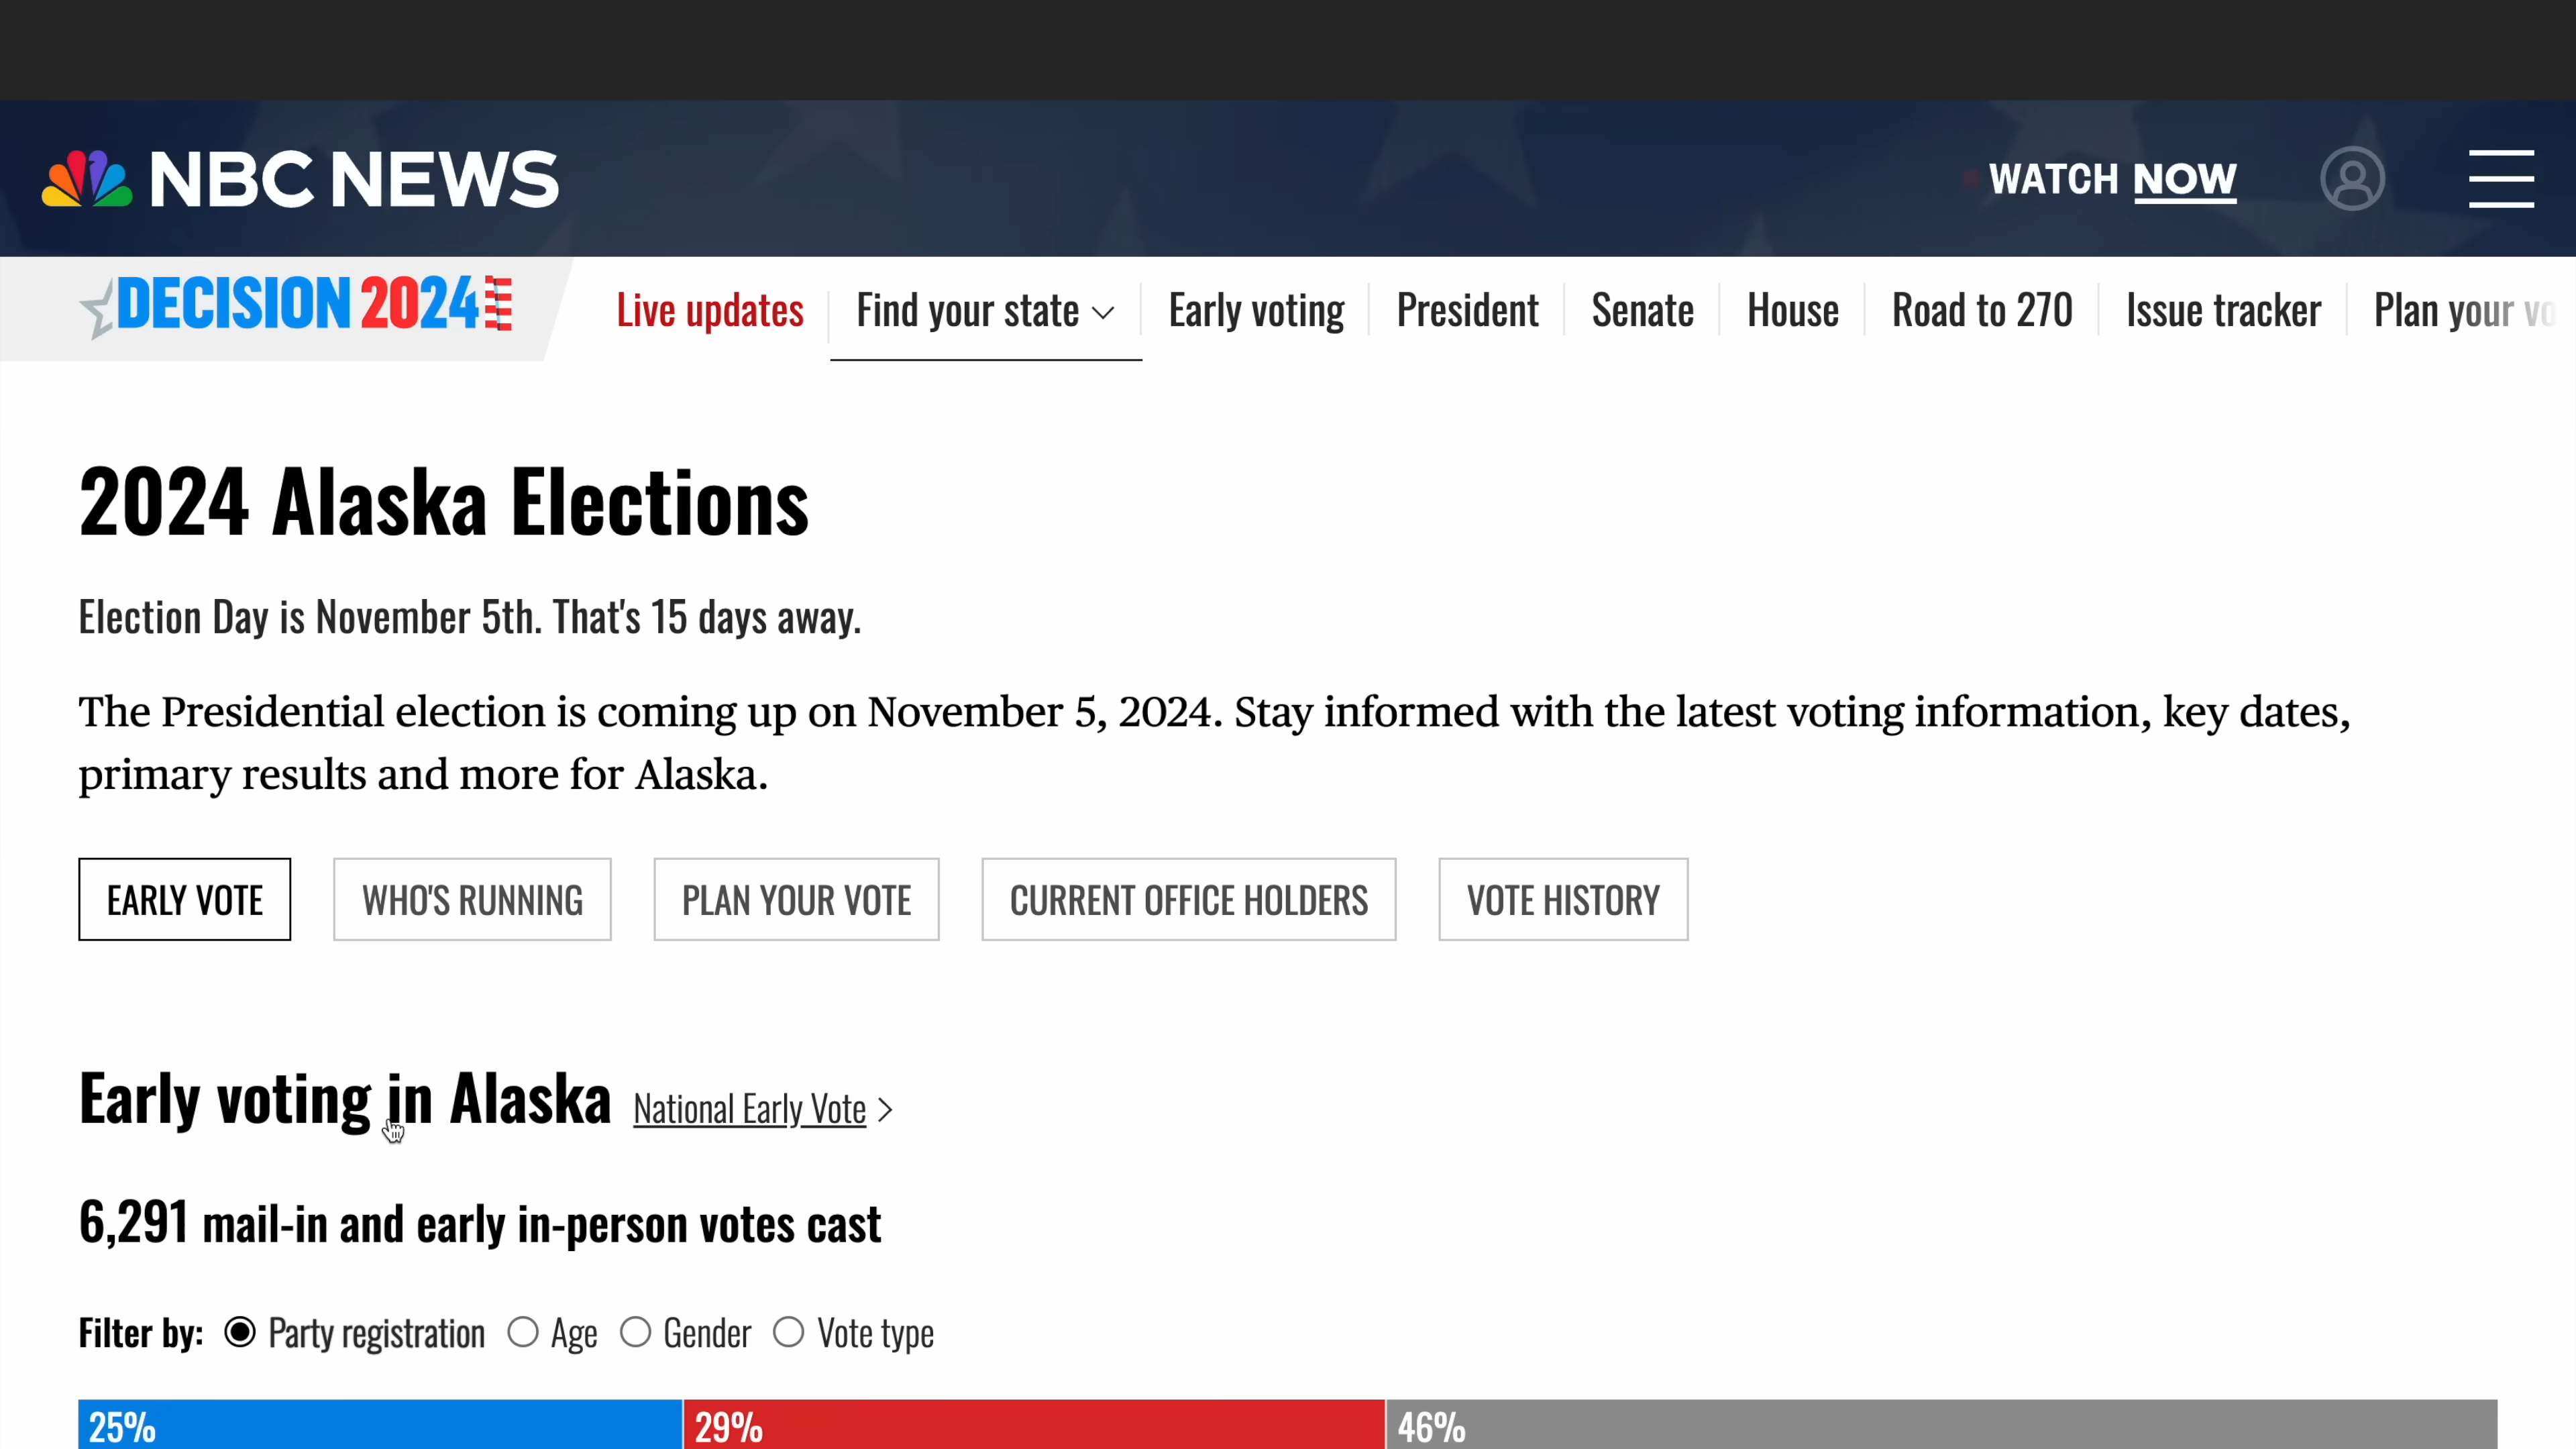 NBC NEWS
WATCH NOW
DECISION 2024
Live updates
Find your state
Early voting
President
Senate
House
Road to 270
Issue tracker
Plan your vo
2024 Alaska Elections
Election Day is November 5th. That's 15 days away.
The Presidential election is coming up on November 5, 2024. Stay informed with the latest voting information, key dates,
primary results and more for Alaska.
EARLY VOTE
WHO'S RUNNING
PLAN YOUR VOTE
CURRENT OFFICE HOLDERS
VOTE HISTORY
Early voting in Alaska National Early Vote
6,291 mail-in and early in-person votes cast
Filter by: Party registration Age Gender Vote type
25% 29% 46%